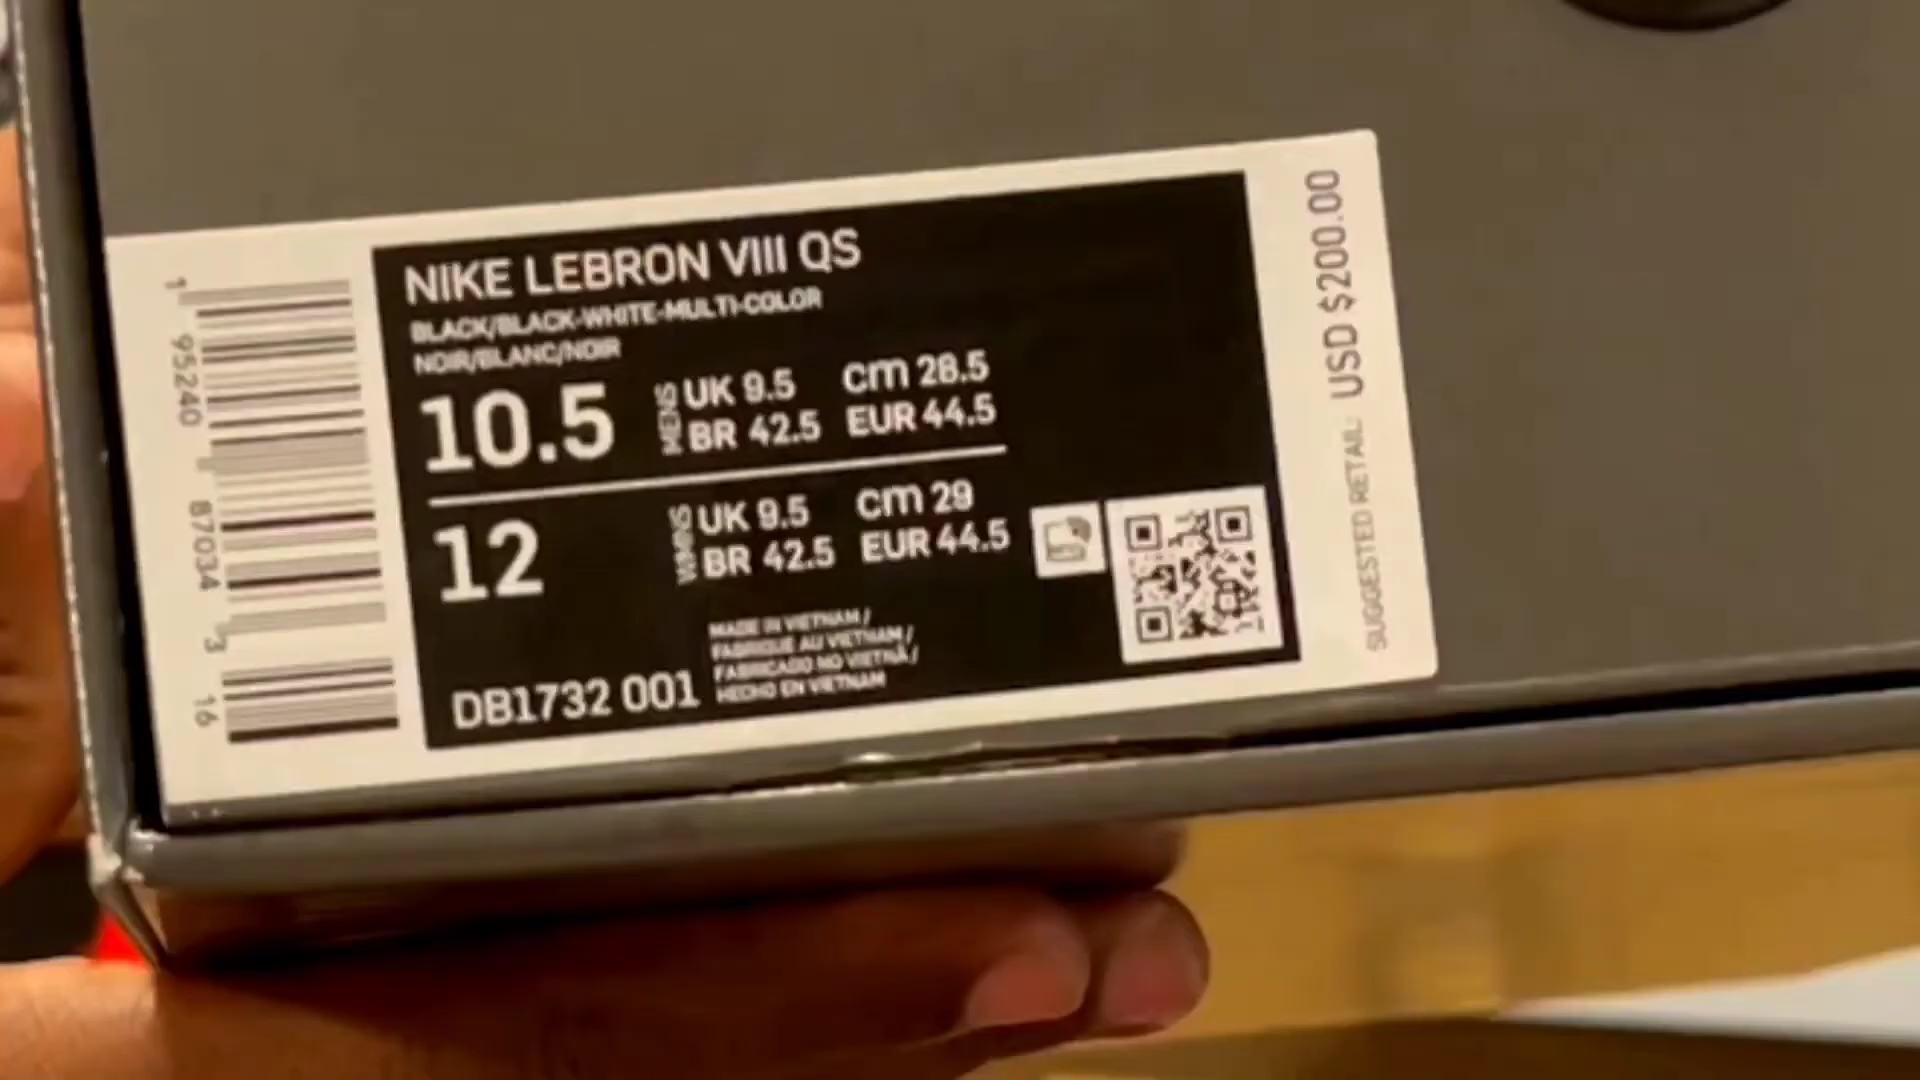 NIKE LEBRON VIII QS
BLACK/BLACK-WHITE-MULTI-COLOR
NOIR/BLANC/NOIR
10.5
MENS
UK 9.5 cm 28.5
BR 42.5 EUR 44.5
12
WMNS
UK 9.5 cm 29
BR 42.5 EUR 44.5
MADE IN VIETNAM /
FABRIQUE AU VIETNAM /
FABRICADO NO VIETNÃ /
HECHO EN VIETNAM
DB1732 001
1 95240 87034 3 16
SUGGESTED RETAIL: USD $200.00